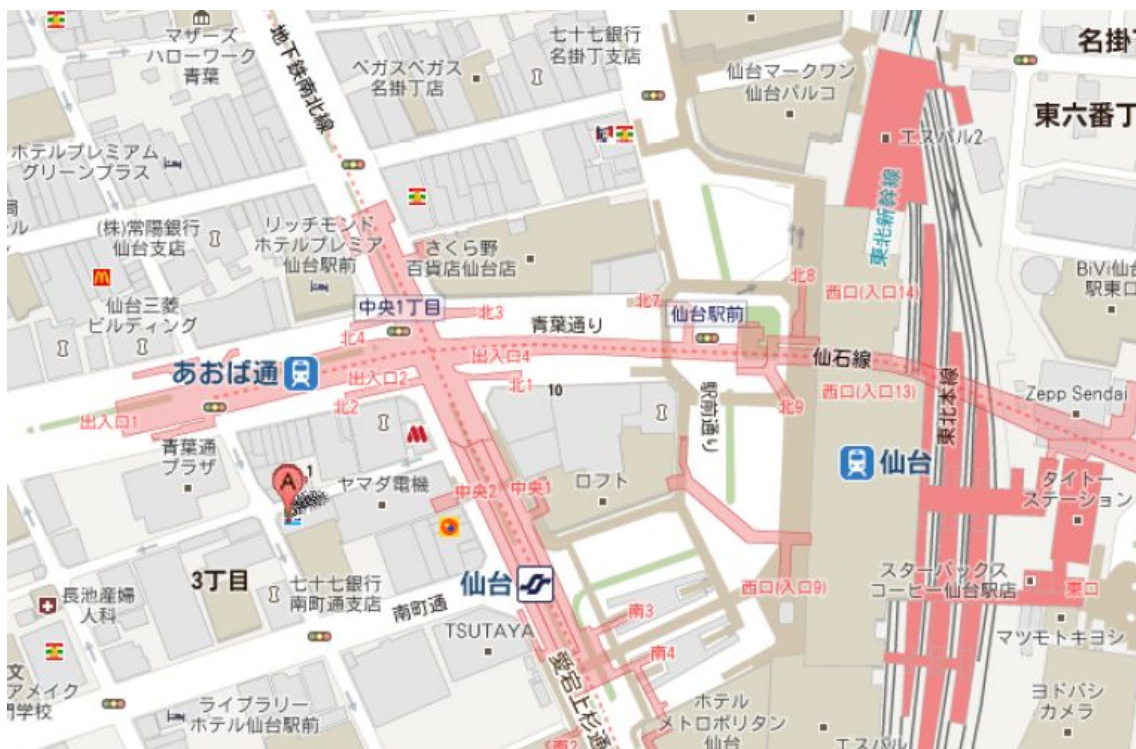 マザーズ
ハローワーク
青葉
地下鉄南北線
ペガスペガス
名掛丁店
七十七銀行
名掛丁支店
仙台マークワン
仙台パルコ
名掛丁
東六番丁
エスパル2
東北新幹線
ホテルプレミアム
グリーンプラス
(株)常陽銀行
仙台支店
リッチモンド
ホテルプレミア
仙台駅前
さくら野
百貨店仙台店
仙台三菱
ビルディング
中央1丁目
北3
北4
青葉通り
北7
仙台駅前
北8
西口(入口14)
BiVi仙台
駅東口
あおば通
出入口1
出入口2
出入口4
北1
北2
10
駅前通り
北9
仙石線
西口(入口13)
東北本線
Zepp Sendai
青葉通
プラザ
A
1
ヤマダ電機
中央2
中央1
ロフト
仙台
タイトー
ステーション
3丁目
七十七銀行
南町通支店
南町通
仙台
西口(入口9)
スターバックス
コーヒー仙台駅店
東口
長池産婦
人科
TSUTAYA
南3
南4
マツモトキヨシ
文
アメイク
門学校
ライブラリー
ホテル仙台駅前
愛宕上杉通
南2
ホテル
メトロポリタン
仙台
エスパル
ヨドバシ
カメラ